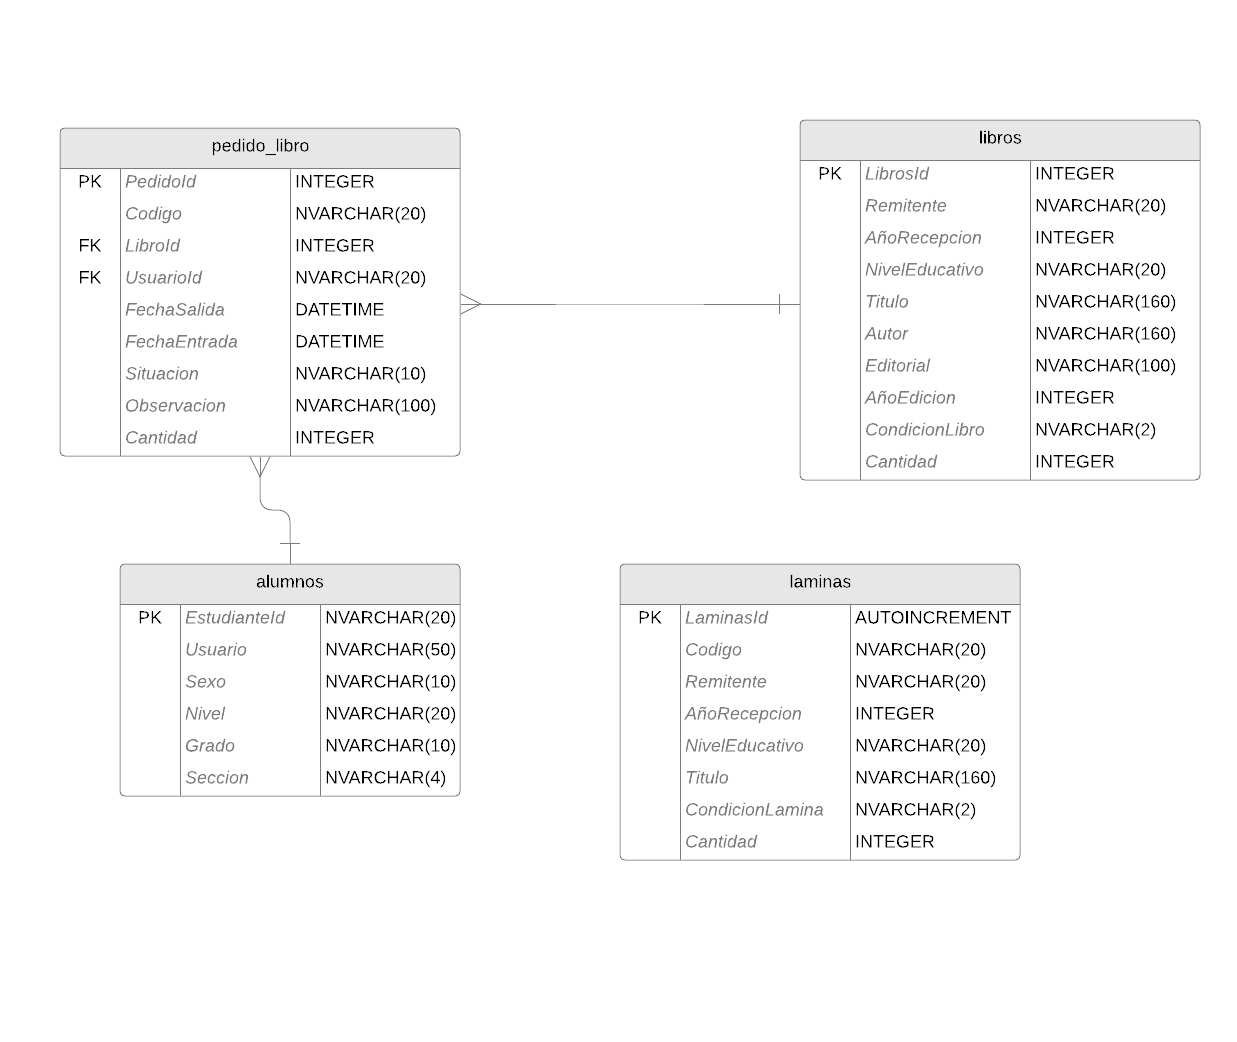 pedido_libro
PK PedidoId INTEGER
Codigo NVARCHAR(20)
FK LibroId INTEGER
FK UsuarioId NVARCHAR(20)
FechaSalida DATETIME
FechaEntrada DATETIME
Situacion NVARCHAR(10)
Observacion NVARCHAR(100)
Cantidad INTEGER
libros
PK LibrosId INTEGER
Remitente NVARCHAR(20)
AñoRecepcion INTEGER
NivelEducativo NVARCHAR(20)
Titulo NVARCHAR(160)
Autor NVARCHAR(160)
Editorial NVARCHAR(100)
AñoEdicion INTEGER
CondicionLibro NVARCHAR(2)
Cantidad INTEGER
alumnos
PK EstudianteId NVARCHAR(20)
Usuario NVARCHAR(50)
Sexo NVARCHAR(10)
Nivel NVARCHAR(20)
Grado NVARCHAR(10)
Seccion NVARCHAR(4)
laminas
PK LaminasId AUTOINCREMENT
Codigo NVARCHAR(20)
Remitente NVARCHAR(20)
AñoRecepcion INTEGER
NivelEducativo NVARCHAR(20)
Titulo NVARCHAR(160)
CondicionLamina NVARCHAR(2)
Cantidad INTEGER